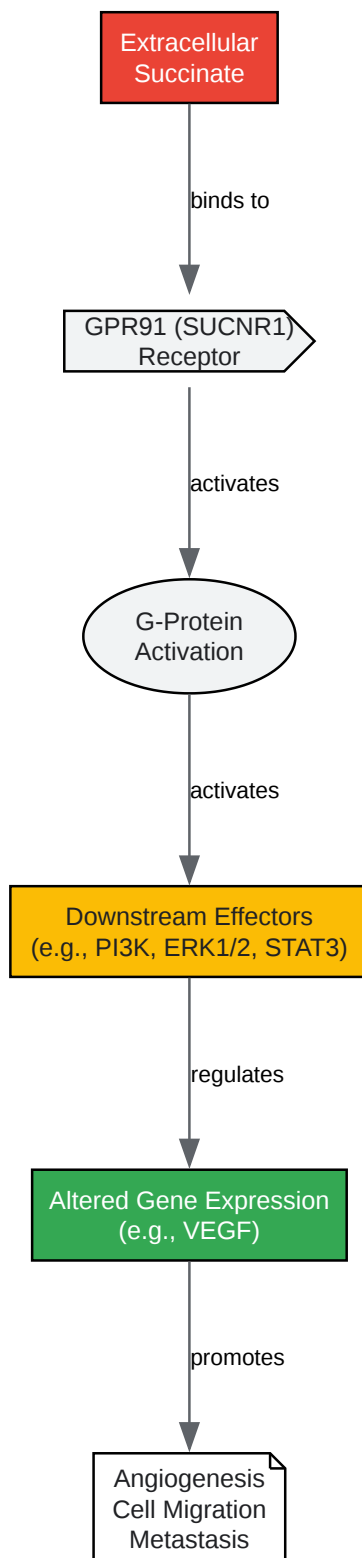 Extracellular
Succinate
binds to
GPR91 (SUCNR1)
Receptor
activates
G-Protein
Activation
activates
Downstream Effectors
(e.g., PI3K, ERK1/2, STAT3)
regulates
Altered Gene Expression
(e.g., VEGF)
promotes
Angiogenesis
Cell Migration
Metastasis